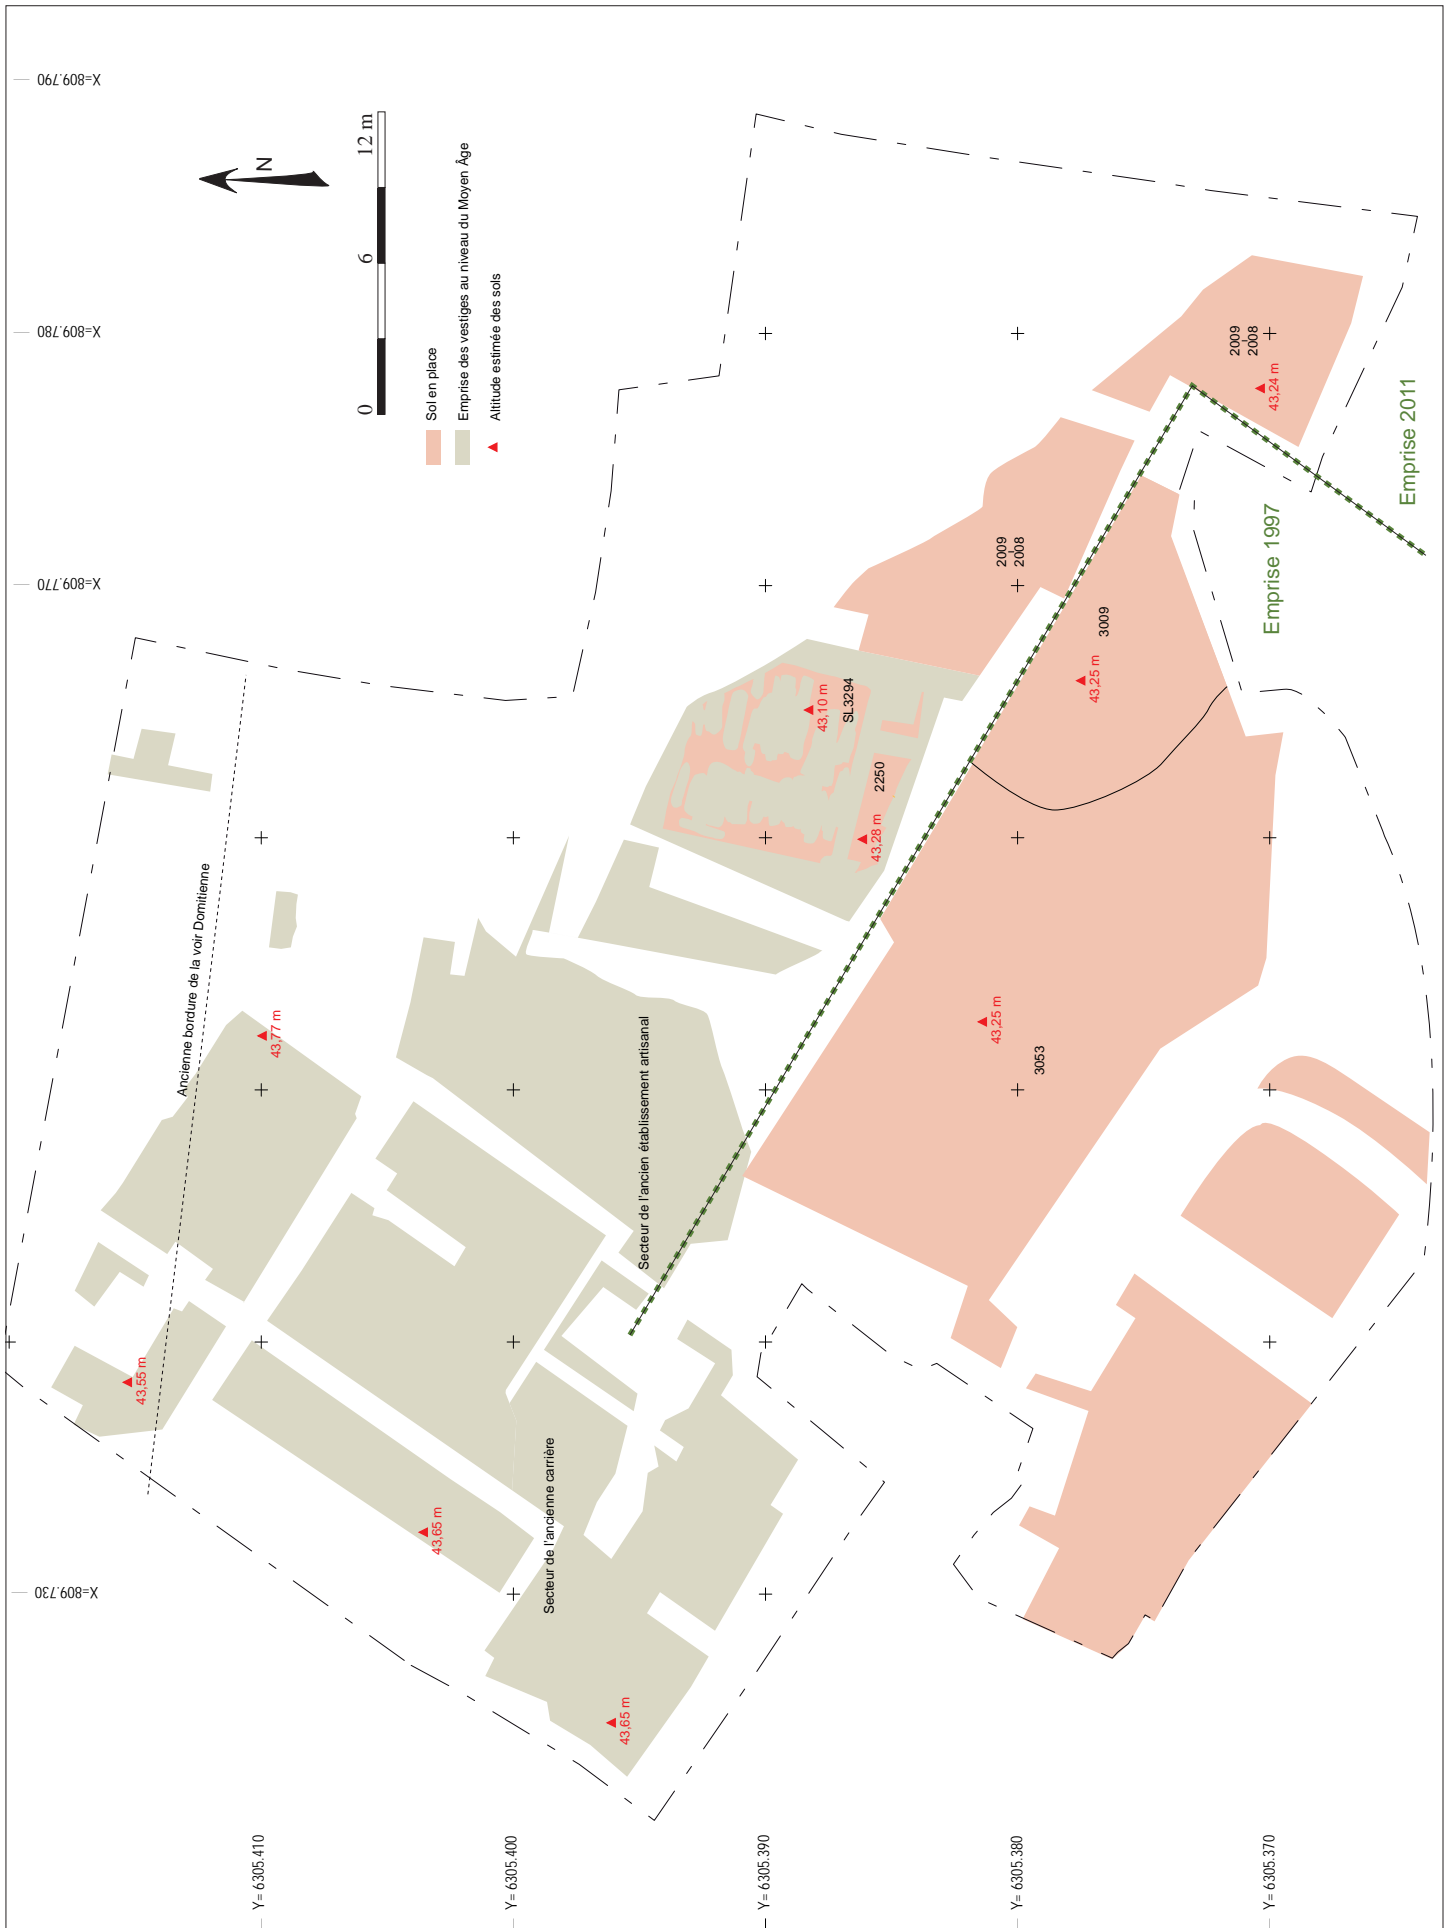 X=809.790
X=809.780
X=809.770
X=809.730
Y= 6305.410
Y= 6305.400
Y= 6305.390
Y= 6305.380
Y= 6305.370
N
0
6
12 m
Sol en place
Emprise des vestiges au niveau du Moyen Âge
Altitude estimée des sols
Ancienne bordure de la voir Domitienne
43,55 m
43,77 m
43,65 m
43,65 m
Secteur de l'ancienne carrière
Secteur de l'ancien établissement artisanal
43,10 m
SL3294
2250
43,28 m
2009
2008
3009
43,25 m
43,25 m
3053
2009
2008
43,24 m
Emprise 1997
Emprise 2011